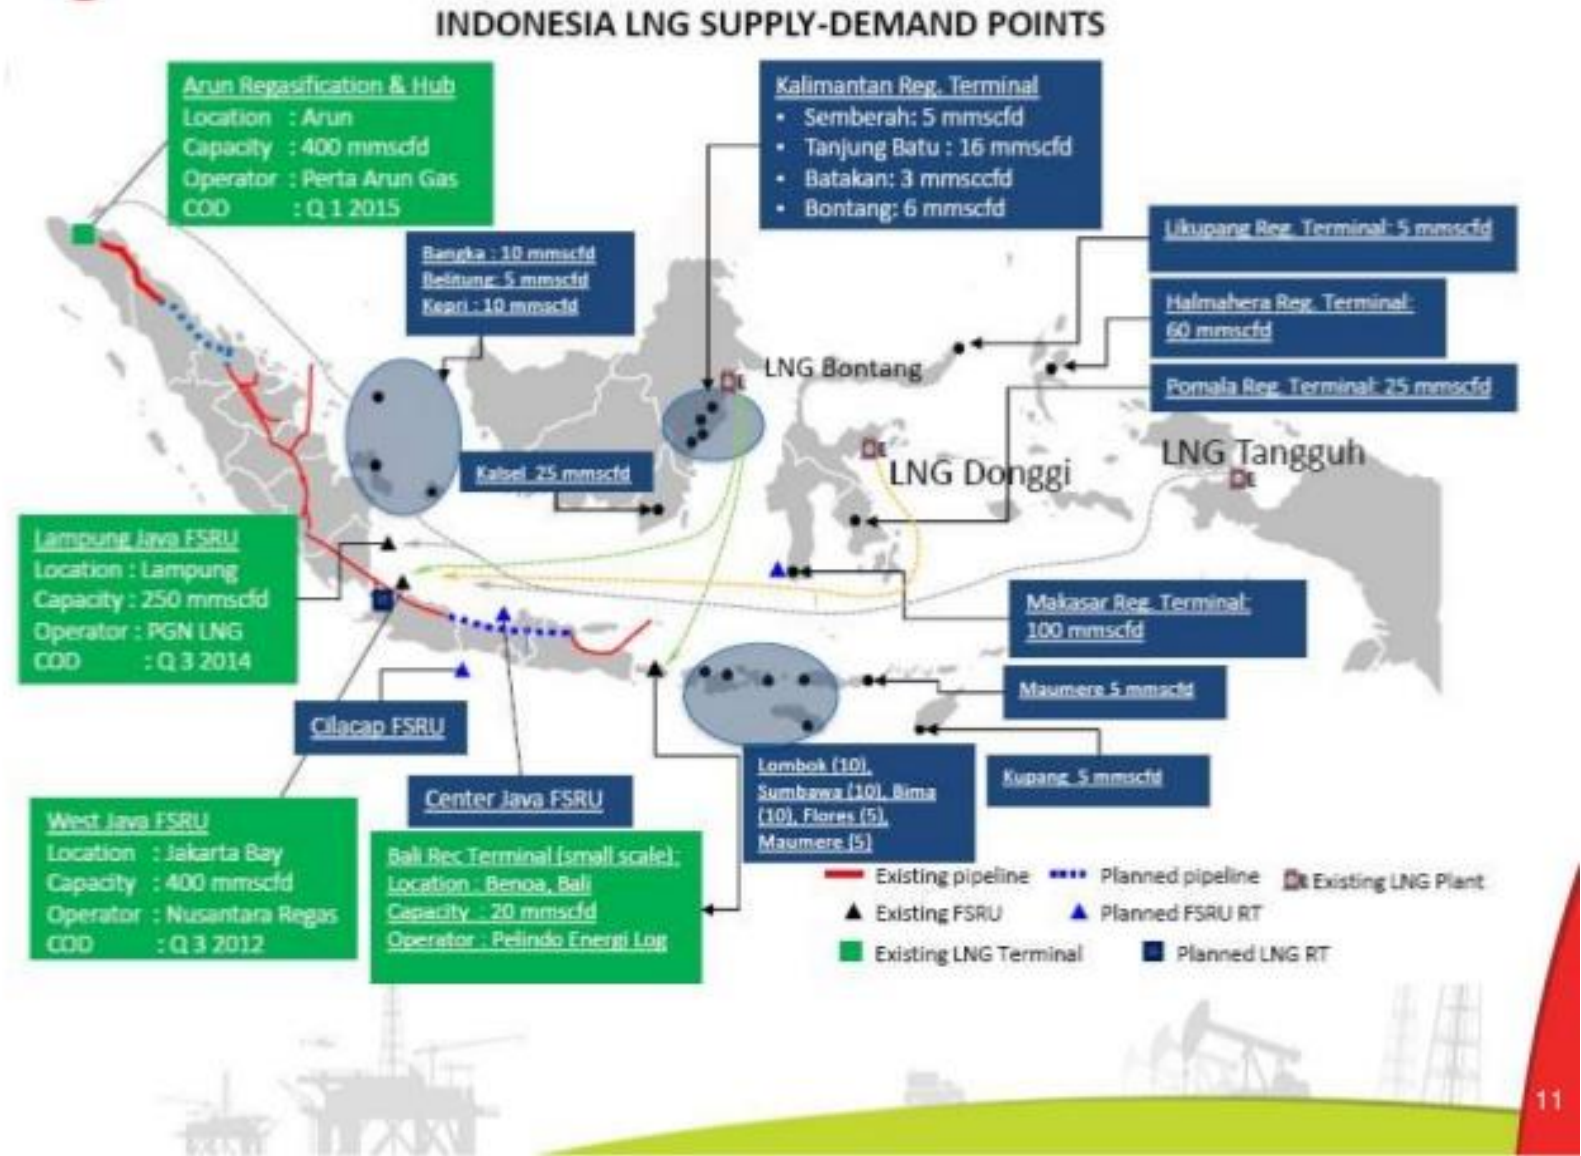 INDONESIA LNG SUPPLY-DEMAND POINTS
Arun Regasification & Hub
Location : Arun
Capacity : 400 mmscfd
Operator : Perta Arun Gas
COD : Q 1 2015
Kalimantan Reg. Terminal
• Semberah: 5 mmscfd
• Tanjung Batu : 16 mmscfd
• Batakan: 3 mmsccfd
• Bontang: 6 mmscfd
Bangka : 10 mmscfd
Belitung: 5 mmscfd
Kepri : 10 mmscfd
Likupang Reg. Terminal: 5 mmscfd
Halmahera Reg. Terminal:
60 mmscfd
Pomala Reg. Terminal: 25 mmscfd
LNG Bontang
LNG Donggi
LNG Tangguh
Kalsel 25 mmscfd
Lampung Java FSRU
Location : Lampung
Capacity : 250 mmscfd
Operator : PGN LNG
COD : Q 3 2014
Makasar Reg. Terminal:
100 mmscfd
Maumere 5 mmscfd
Kupang 5 mmscfd
Cilacap FSRU
Center Java FSRU
Lombok (10),
Sumbawa (10), Bima
(10), Flores (5),
Maumere (5)
West Java FSRU
Location : Jakarta Bay
Capacity : 400 mmscfd
Operator : Nusantara Regas
COD : Q 3 2012
Bali Rec Terminal (small scale):
Location : Benoa, Bali
Capacity : 20 mmscfd
Operator : Pelindo Energi Log
Existing pipeline
Planned pipeline
Existing LNG Plant
Existing FSRU
Planned FSRU RT
Existing LNG Terminal
Planned LNG RT
11